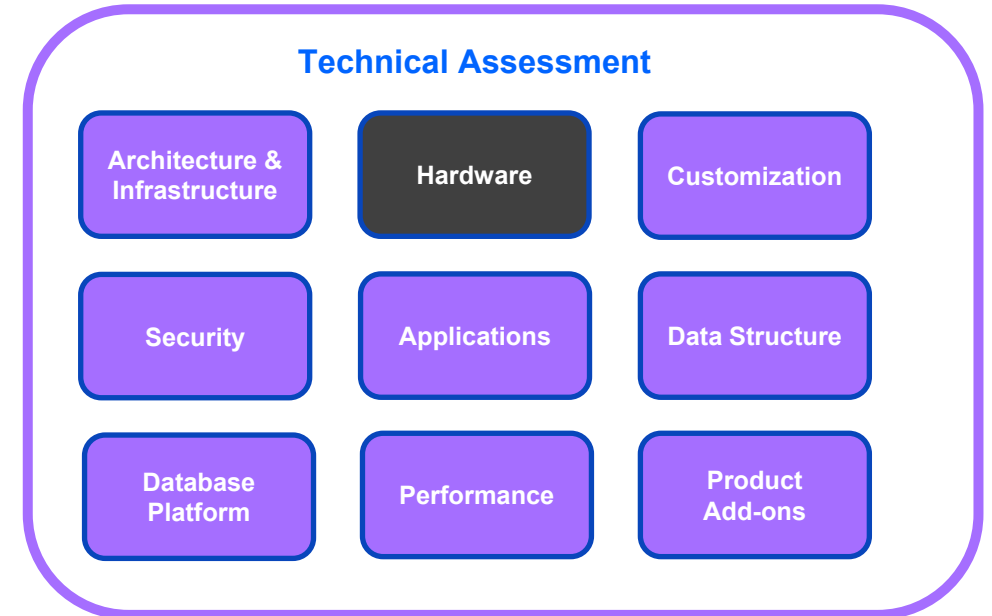 Technical Assessment
Architecture &
Infrastructure
Hardware
Customization
Security
Applications
Data Structure
Database
Platform
Performance
Product
Add-ons